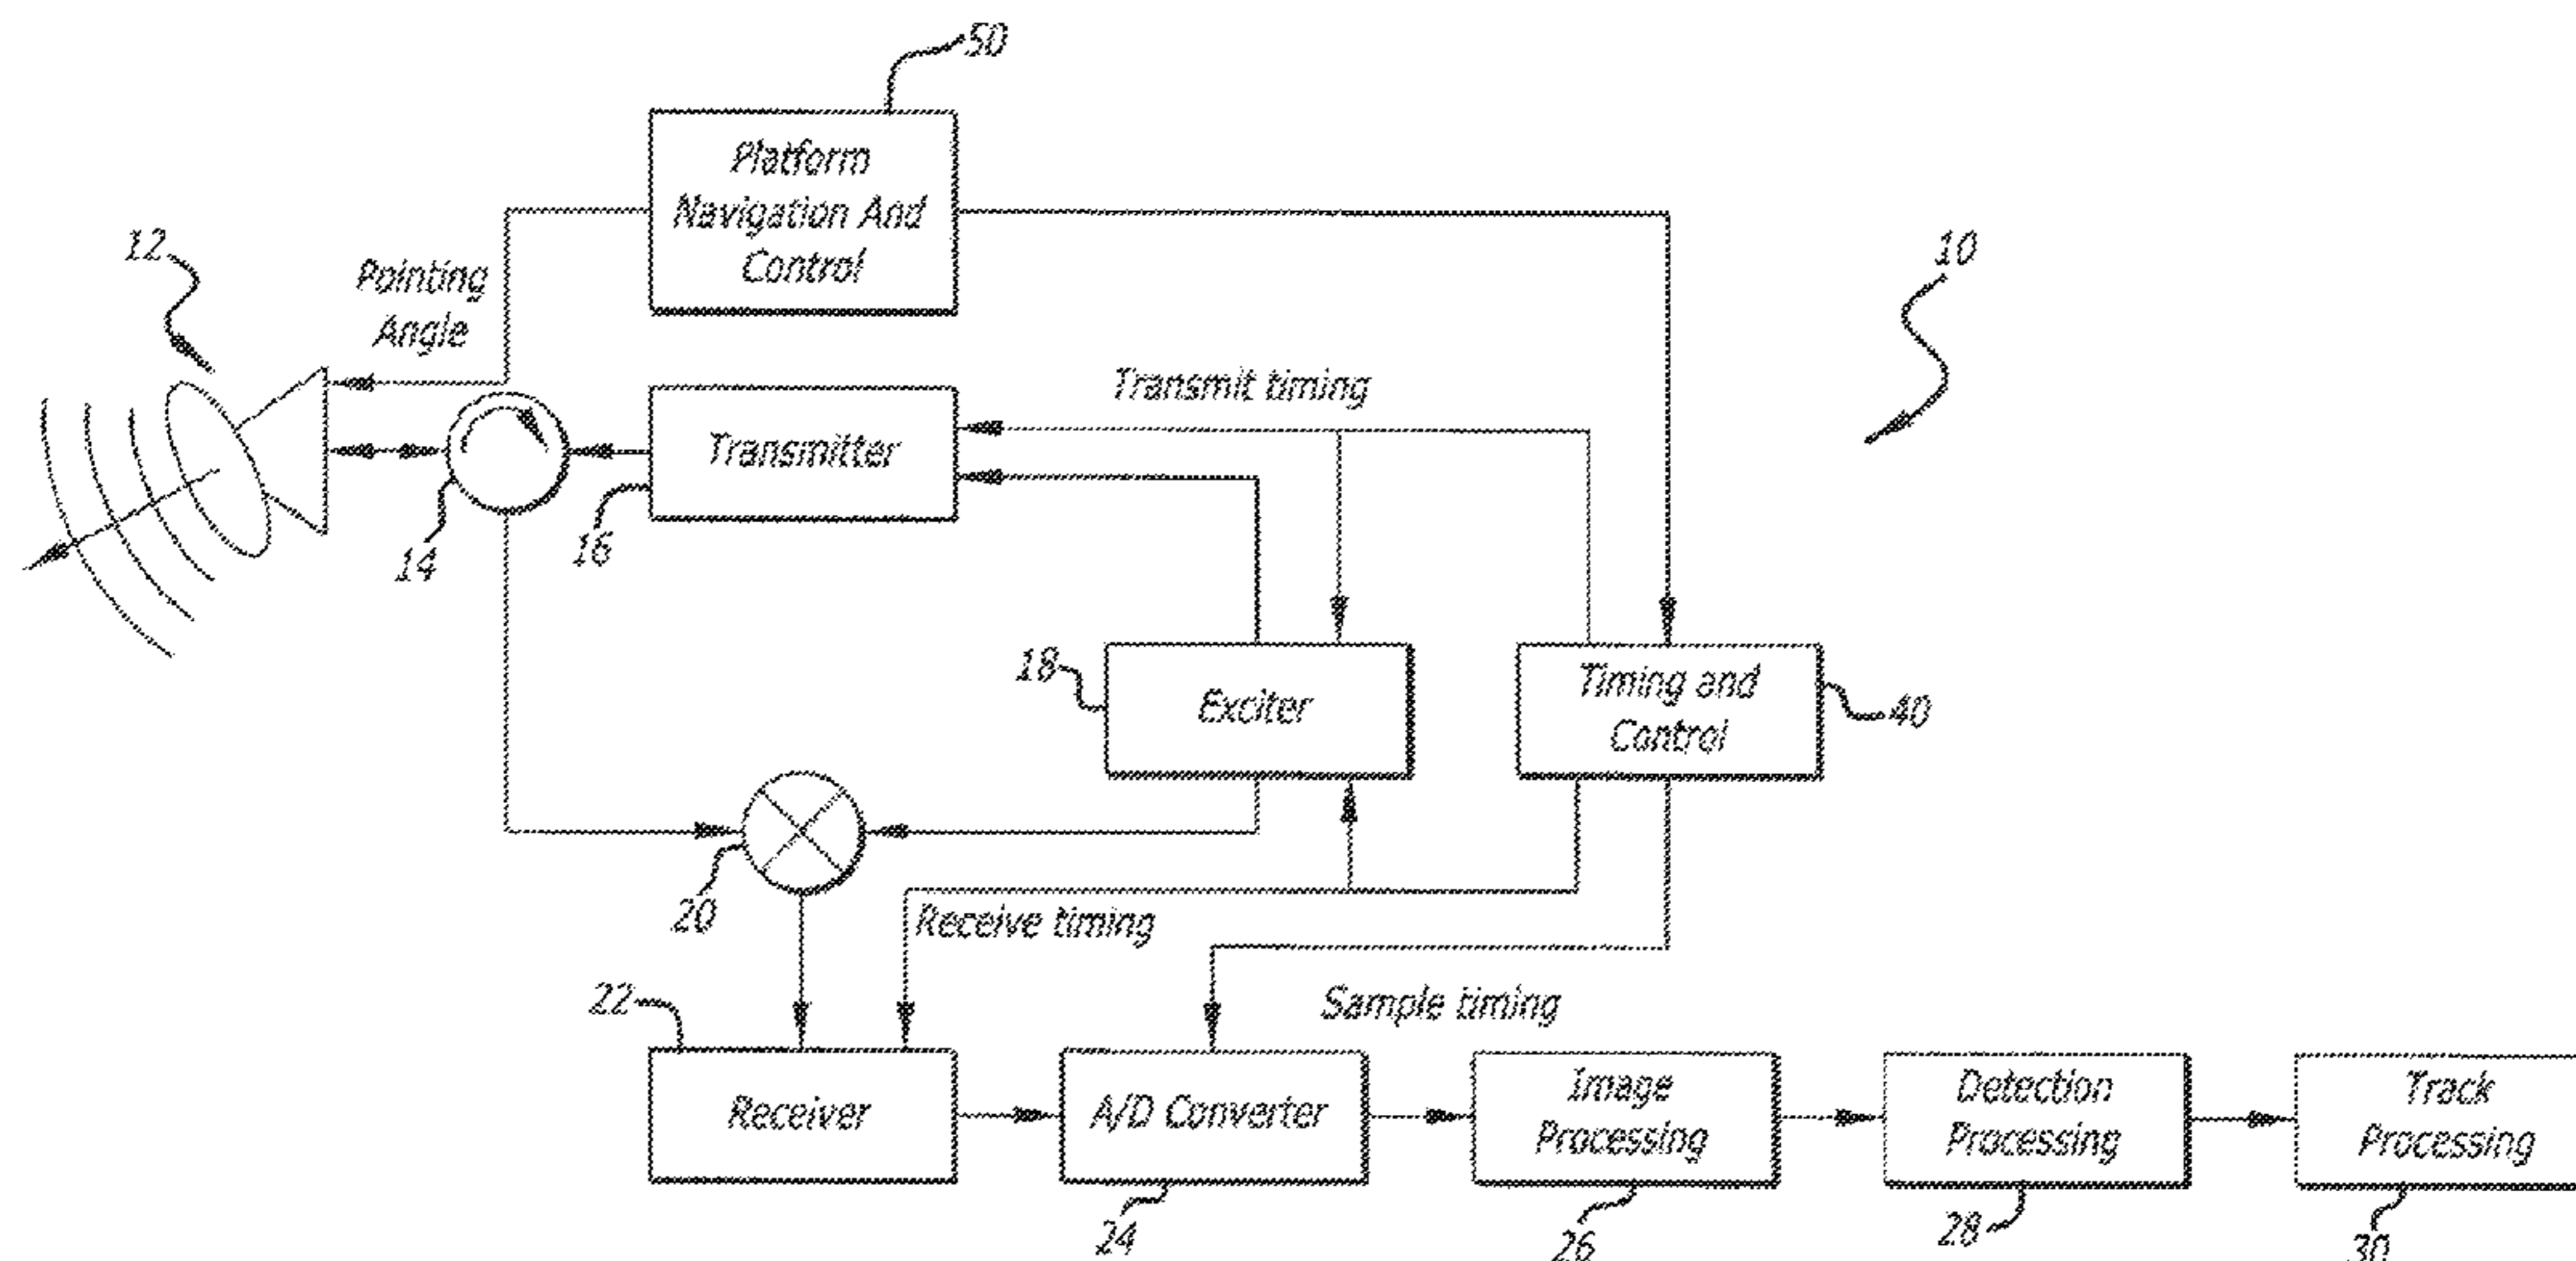 50
Platform
Navigation And
Control
12
Pointing
Angle
10
Transmit timing
Transmitter
14
16
18
Exciter
Timing and
Control
40
20
Receive timing
22
Sample timing
Receiver
A/D Converter
Image
Processing
Detection
Processing
Track
Processing
24
26
28
30